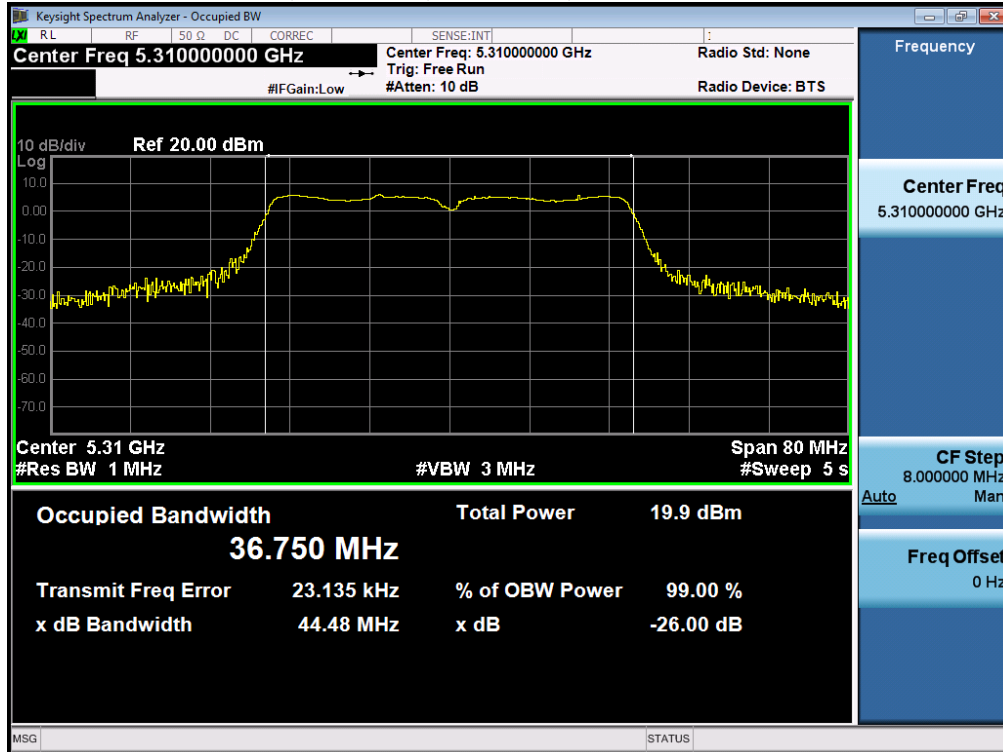 Keysight Spectrum Analyzer - Occupied BW
LXI RL RF 50 Ω DC CORREC SENSE:INT
Center Freq 5.310000000 GHz
#IFGain:Low
Center Freq: 5.310000000 GHz
Trig: Free Run
#Atten: 10 dB
Radio Std: None
Radio Device: BTS
10 dB/div Ref 20.00 dBm
Log
10.0
0.00
-10.0
-20.0
-30.0
-40.0
-50.0
-60.0
-70.0
Center 5.31 GHz Span 80 MHz
#Res BW 1 MHz #VBW 3 MHz #Sweep 5 s
Occupied Bandwidth Total Power 19.9 dBm
36.750 MHz
Transmit Freq Error 23.135 kHz % of OBW Power 99.00 %
x dB Bandwidth 44.48 MHz x dB -26.00 dB
Frequency
Center Freq
5.310000000 GHz
CF Step
8.000000 MHz
Auto Man
Freq Offset
0 Hz
MSG STATUS